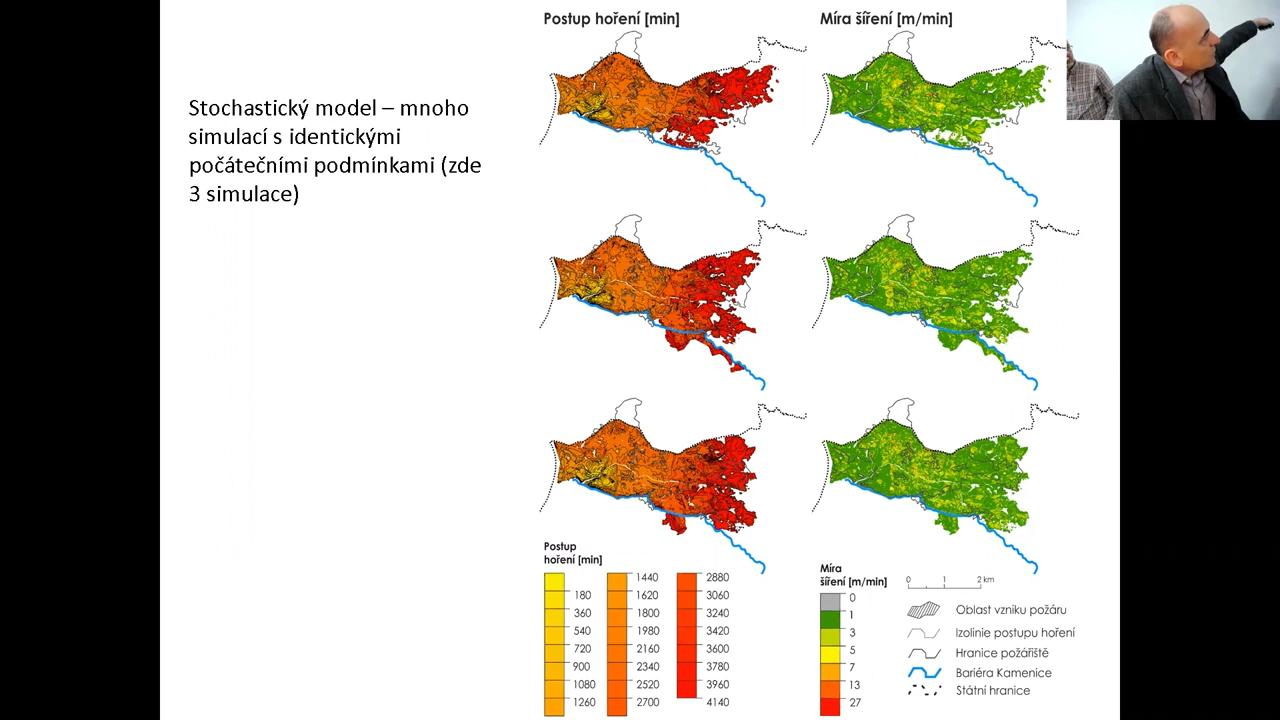 Stochastický model – mnoho
simulací s identickými
počátečními podmínkami (zde
3 simulace)
Postup hoření [min]
Míra šíření [m/min]
Postup
hoření [min]
180
360
540
720
900
1080
1260
1440
1620
1800
1980
2160
2340
2520
2700
2880
3060
3240
3420
3600
3780
3960
4140
Míra
šíření [m/min]
0
1
3
5
7
13
27
0 1 2 km
Oblast vzniku požáru
Izolinie postupu hoření
Hranice požářiště
Bariéra Kamenice
Státní hranice